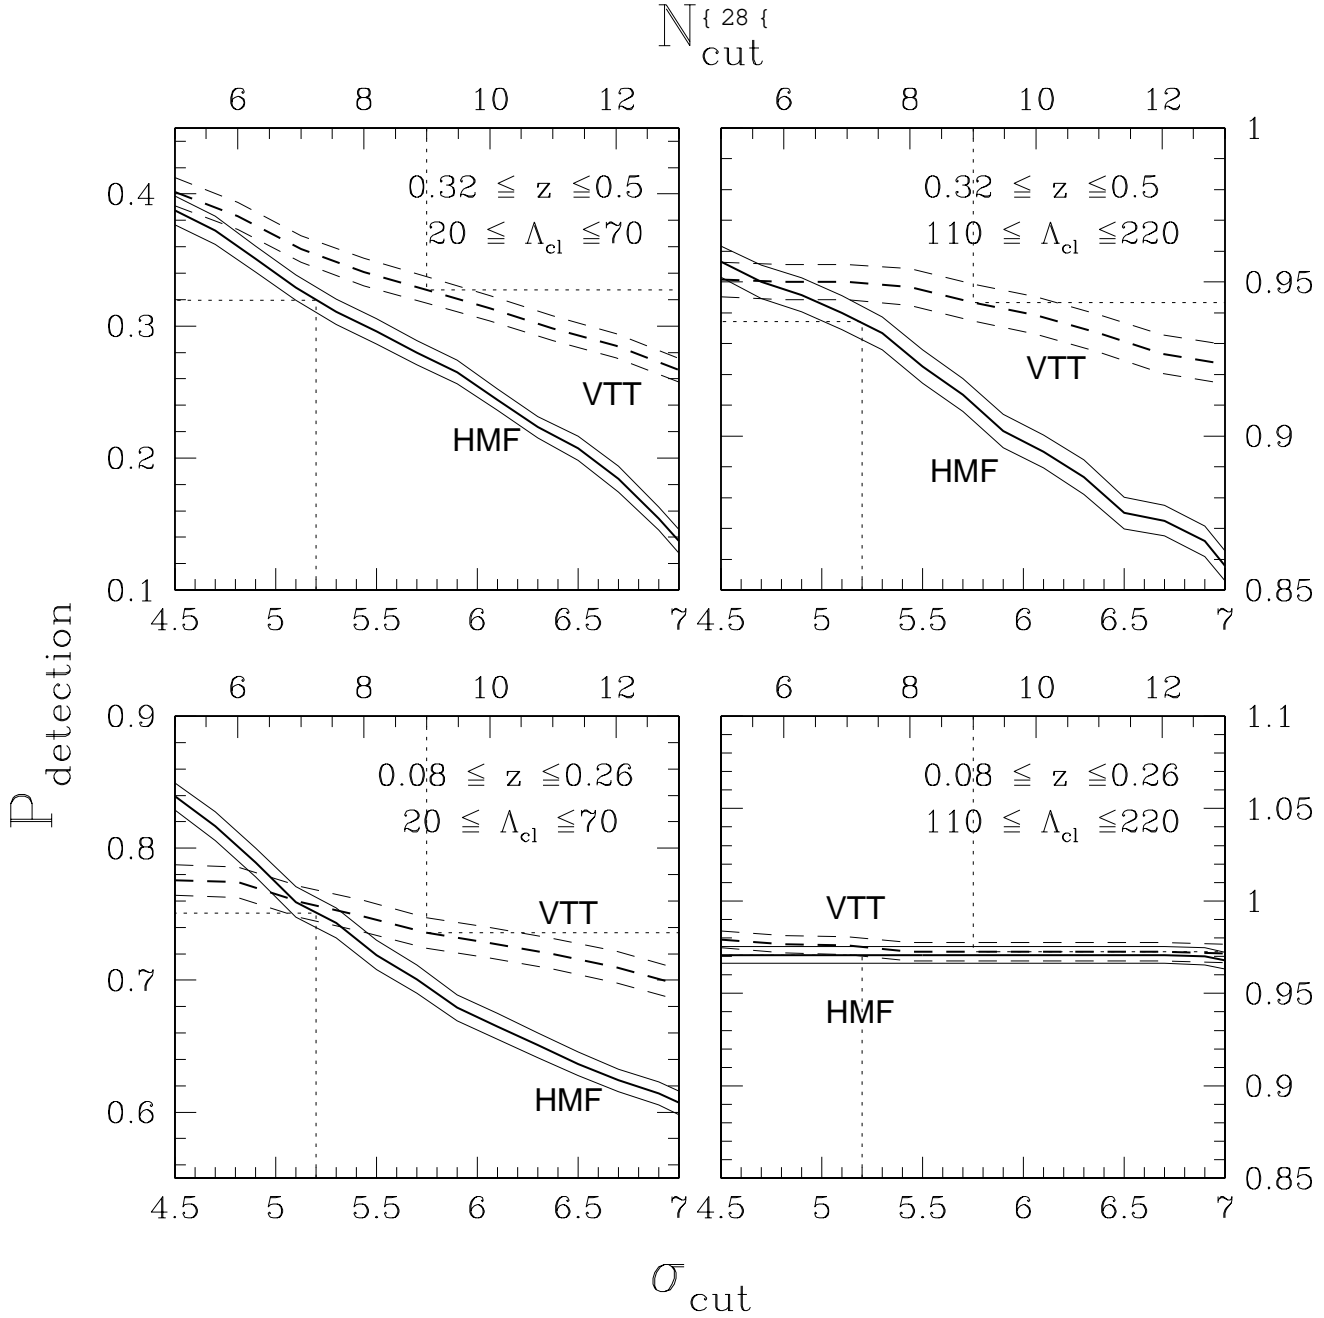 N{ 28 {
cut
6 8 10 12 6 8 10 12
0.32 ≦ z ≦0.5 0.32 ≦ z ≦0.5
20 ≦ Λcl ≦70 110 ≦ Λcl ≦220
0.4 1
0.3 0.95
0.2 0.9
0.1 0.85
VTT VTT
HMF HMF
4.5 5 5.5 6 6.5 7 4.5 5 5.5 6 6.5 7
Pdetection
6 8 10 12 6 8 10 12
0.08 ≦ z ≦0.26 0.08 ≦ z ≦0.26
20 ≦ Λcl ≦70 110 ≦ Λcl ≦220
0.9 1.1
0.8 1.05
0.7 1
0.6 0.95
0.9
0.85
VTT VTT
HMF HMF
4.5 5 5.5 6 6.5 7 4.5 5 5.5 6 6.5 7
σcut